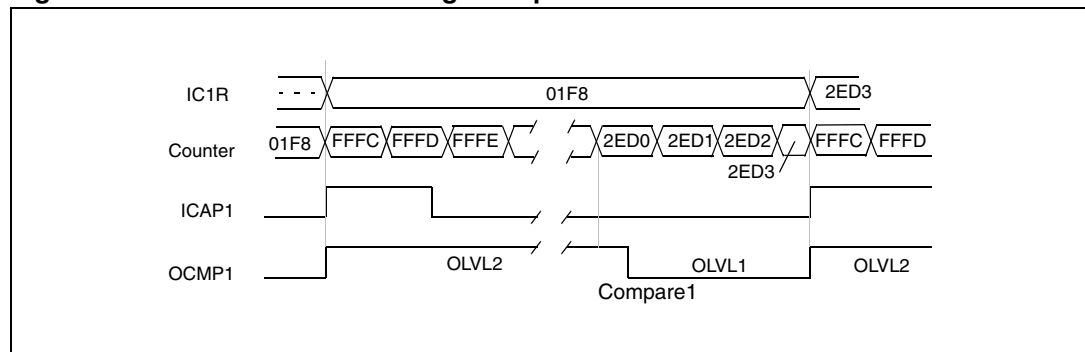 IC1R - - - 01F8 2ED3
Counter 01F8 FFFC FFFD FFFE 2ED0 2ED1 2ED2 FFFC FFFD
2ED3
ICAP1
OCMP1 OLVL2 OLVL1 OLVL2
Compare1